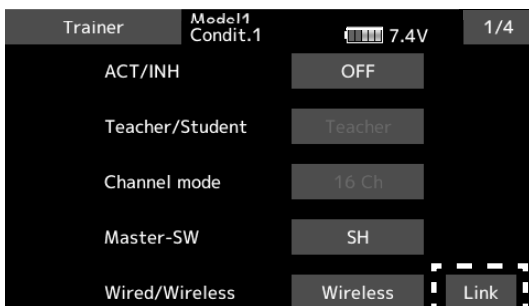 Trainer
Model1
Condit.1
7.4V
1/4
ACT/INH
OFF
Teacher/Student
Teacher
Channel mode
16 Ch
Master-SW
SH
Wired/Wireless
Wireless
Link